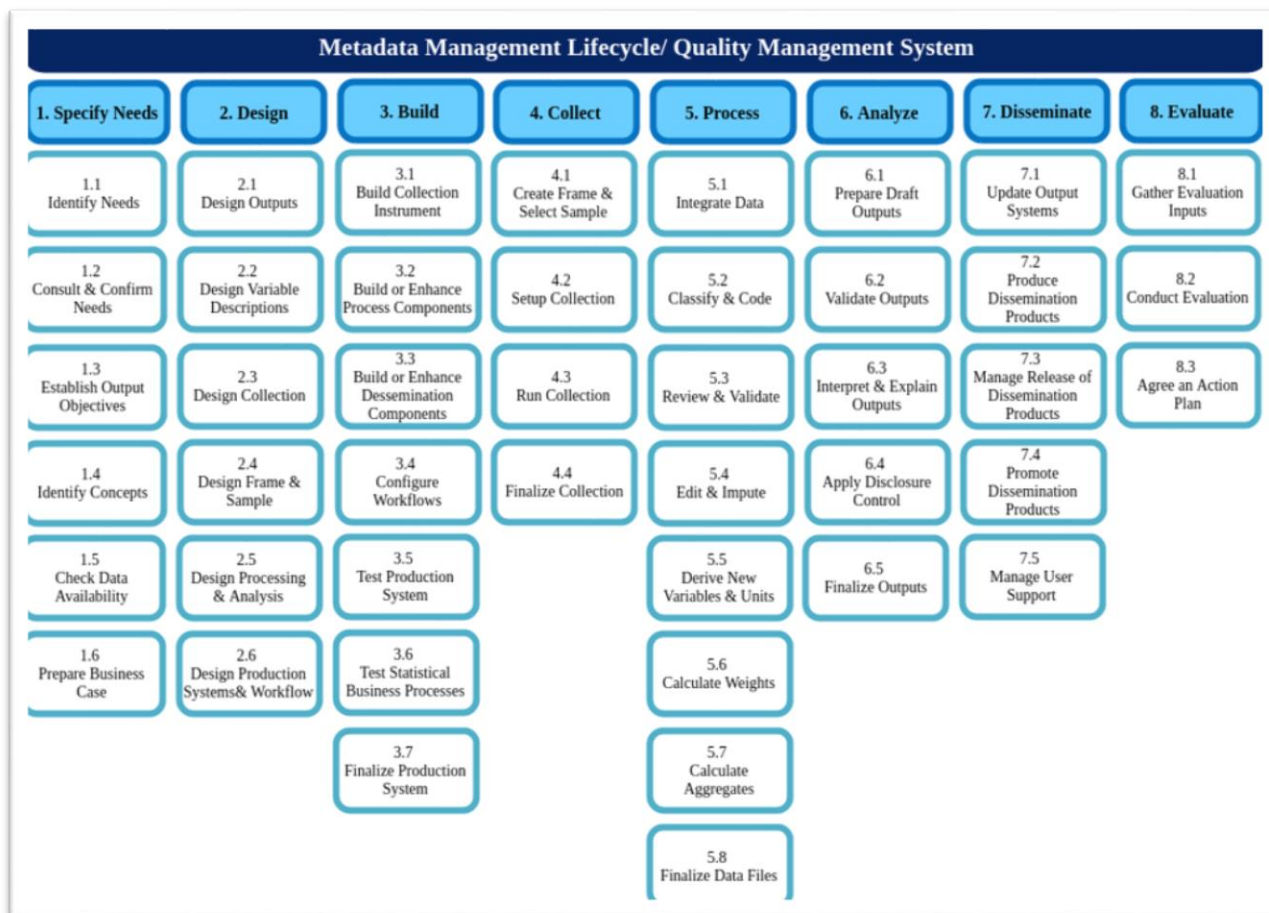 Metadata Management Lifecycle/ Quality Management System
1. Specify Needs
2. Design
3. Build
4. Collect
5. Process
6. Analyze
7. Disseminate
8. Evaluate
1.1
Identify Needs
1.2
Consult & Confirm
Needs
1.3
Establish Output
Objectives
1.4
Identify Concepts
1.5
Check Data
Availability
1.6
Prepare Business
Case
2.1
Design Outputs
2.2
Design Variable
Descriptions
2.3
Design Collection
2.4
Design Frame &
Sample
2.5
Design Processing
& Analysis
2.6
Design Production
Systems& Workflow
3.1
Build Collection
Instrument
3.2
Build or Enhance
Process Components
3.3
Build or Enhance
Dessemination
Components
3.4
Configure
Workflows
3.5
Test Production
System
3.6
Test Statistical
Business Processes
3.7
Finalize Production
System
4.1
Create Frame &
Select Sample
4.2
Setup Collection
4.3
Run Collection
4.4
Finalize Collection
5.1
Integrate Data
5.2
Classify & Code
5.3
Review & Validate
5.4
Edit & Impute
5.5
Derive New
Variables & Units
5.6
Calculate Weights
5.7
Calculate
Aggregates
5.8
Finalize Data Files
6.1
Prepare Draft
Outputs
6.2
Validate Outputs
6.3
Interpret & Explain
Outputs
6.4
Apply Disclosure
Control
6.5
Finalize Outputs
7.1
Update Output
Systems
7.2
Produce
Dissemination
Products
7.3
Manage Release of
Dissemination
Products
7.4
Promote
Dissemination
Products
7.5
Manage User
Support
8.1
Gather Evaluation
Inputs
8.2
Conduct Evaluation
8.3
Agree an Action
Plan